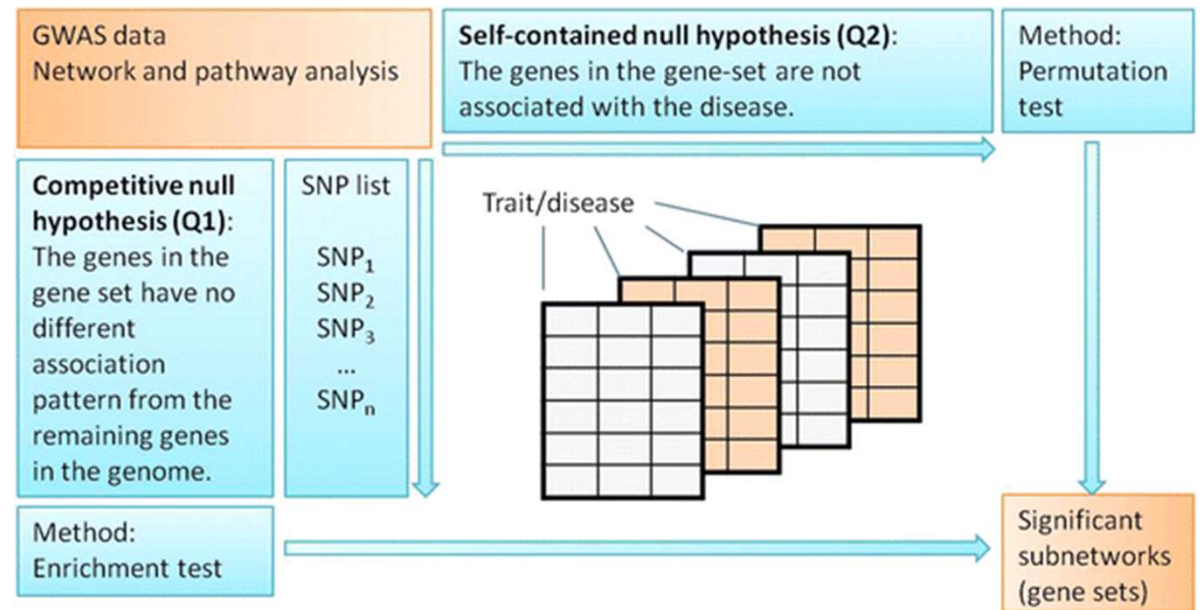 GWAS data
Network and pathway analysis
Self-contained null hypothesis (Q2):
The genes in the gene-set are not
associated with the disease.
Method:
Permutation
test
Competitive null
hypothesis (Q1):
The genes in the
gene set have no
different
association
pattern from the
remaining genes
in the genome.
SNP list
SNP₁
SNP₂
SNP₃
...
SNPₙ
Trait/disease
Method:
Enrichment test
Significant
subnetworks
(gene sets)